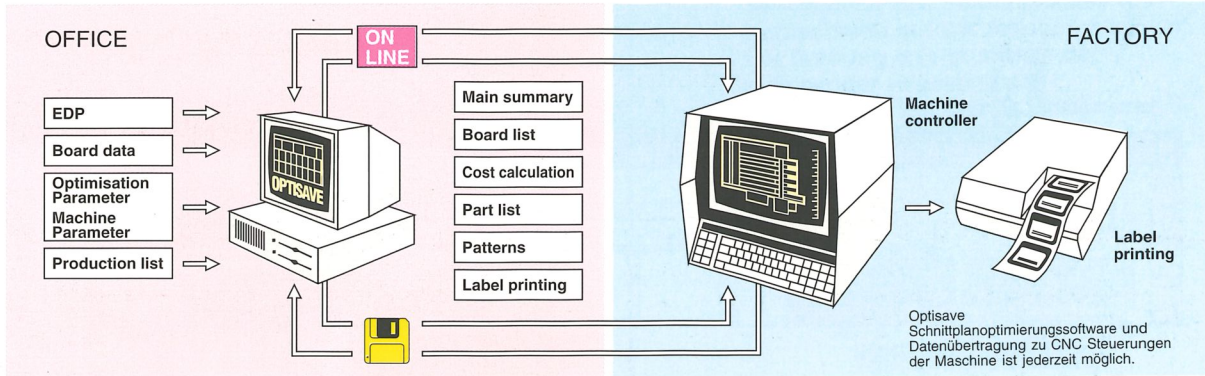 OFFICE
ON
LINE
FACTORY
EDP
Board data
Optimisation
Parameter
Machine
Parameter
Production list
OPTISAVE
Main summary
Board list
Cost calculation
Part list
Patterns
Label printing
Machine
controller
Label
printing
Optisave
Schnittplanoptimierungssoftware und
Datenübertragung zu CNC Steuerungen
der Maschine ist jederzeit möglich.